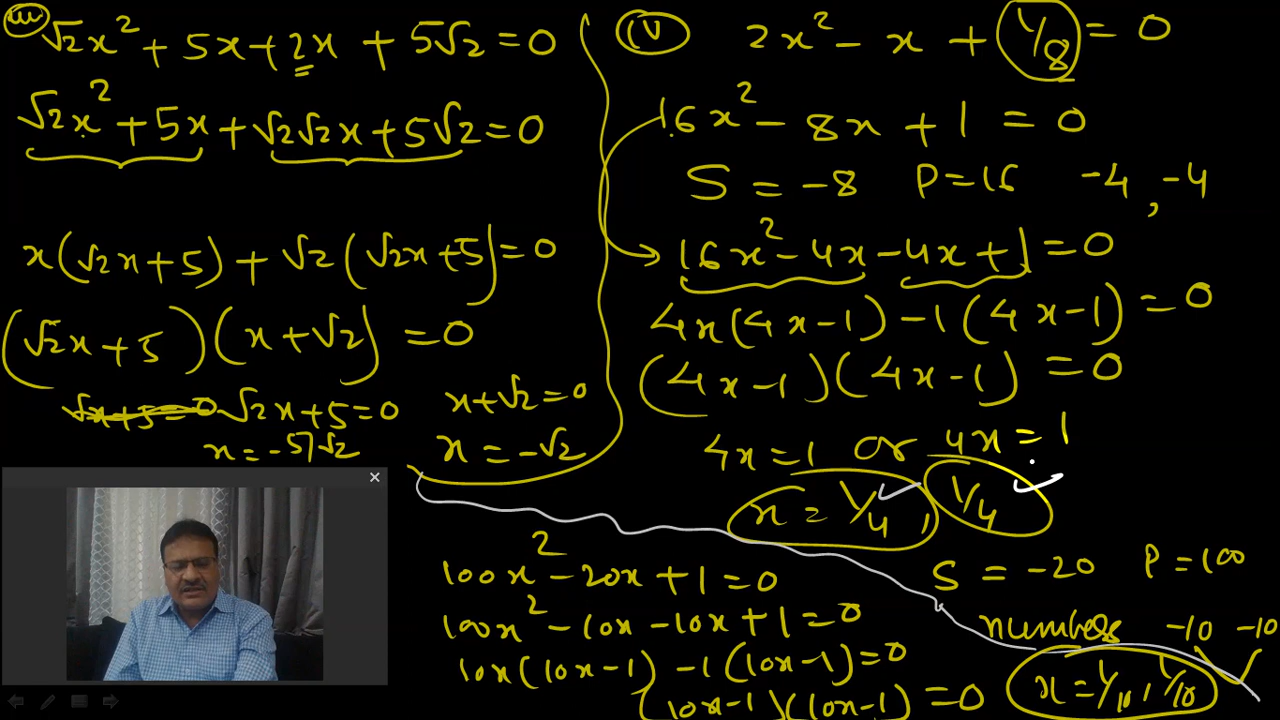 (iii) √2x² + 5x + 2x + 5√2 = 0
√2x² + 5x + √2√2x + 5√2 = 0
x(√2x + 5) + √2(√2x + 5) = 0
(√2x + 5)(x + √2) = 0
√2x + 5 = 0
x = -5/√2
x + √2 = 0
x = -√2
(iv) 2x² - x + 1/8 = 0
16x² - 8x + 1 = 0
S = -8 P = 16 -4, -4
16x² - 4x - 4x + 1 = 0
4x(4x - 1) - 1(4x - 1) = 0
(4x - 1)(4x - 1) = 0
4x = 1 or 4x = 1
x = 1/4, 1/4
100x² - 20x + 1 = 0
100x² - 10x - 10x + 1 = 0
10x(10x - 1) - 1(10x - 1) = 0
(10x - 1)(10x - 1) = 0
S = -20 P = 100
numbers -10 -10
x = 1/10, 1/10